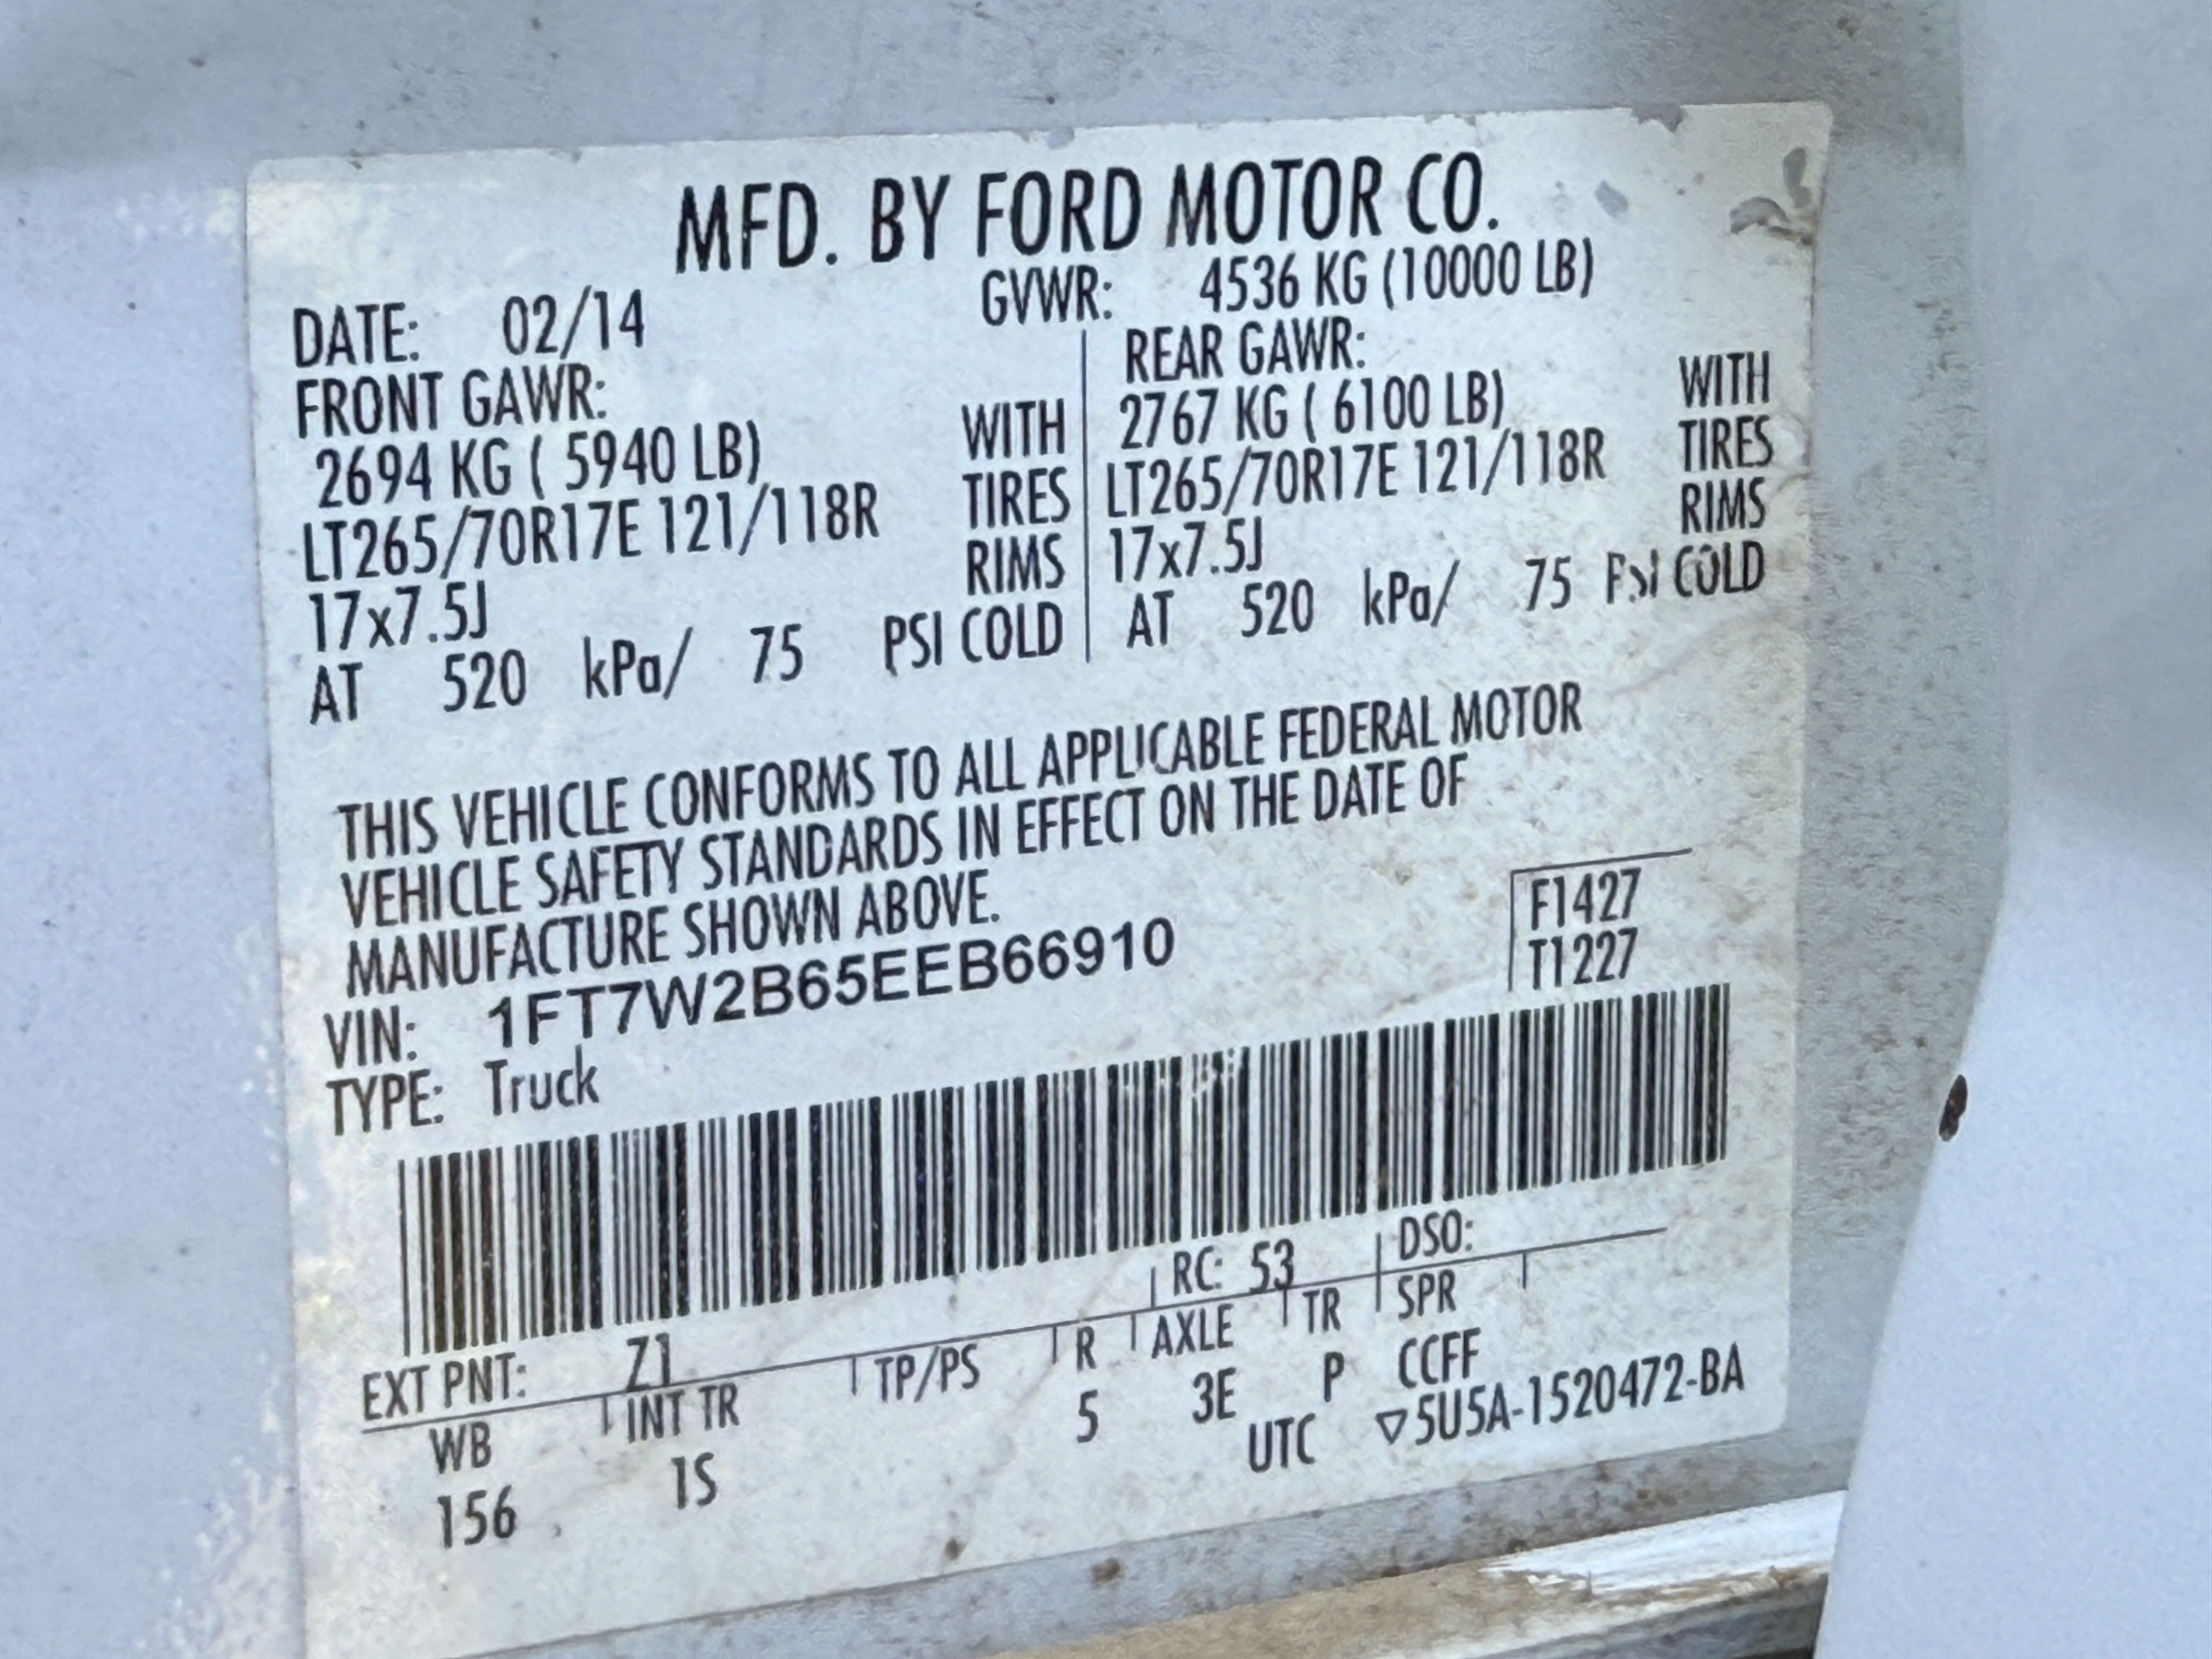 MFD. BY FORD MOTOR CO.
DATE: 02/14 GVWR: 4536 KG (10000 LB)
FRONT GAWR: REAR GAWR:
2694 KG ( 5940 LB) WITH 2767 KG ( 6100 LB) WITH
LT265/70R17E 121/118R TIRES LT265/70R17E 121/118R TIRES
17x7.5J RIMS 17x7.5J RIMS
AT 520 kPa/ 75 PSI COLD AT 520 kPa/ 75 PSI COLD
THIS VEHICLE CONFORMS TO ALL APPLICABLE FEDERAL MOTOR
VEHICLE SAFETY STANDARDS IN EFFECT ON THE DATE OF
MANUFACTURE SHOWN ABOVE.
F1427
T1227
VIN: 1FT7W2B65EEB66910
TYPE: Truck
EXT PNT: Z1 RC: 53 DSO:
WB INT TR TP/PS R AXLE TR SPR
156 1S 5 3E P CCFF
UTC ▽5U5A-1520472-BA